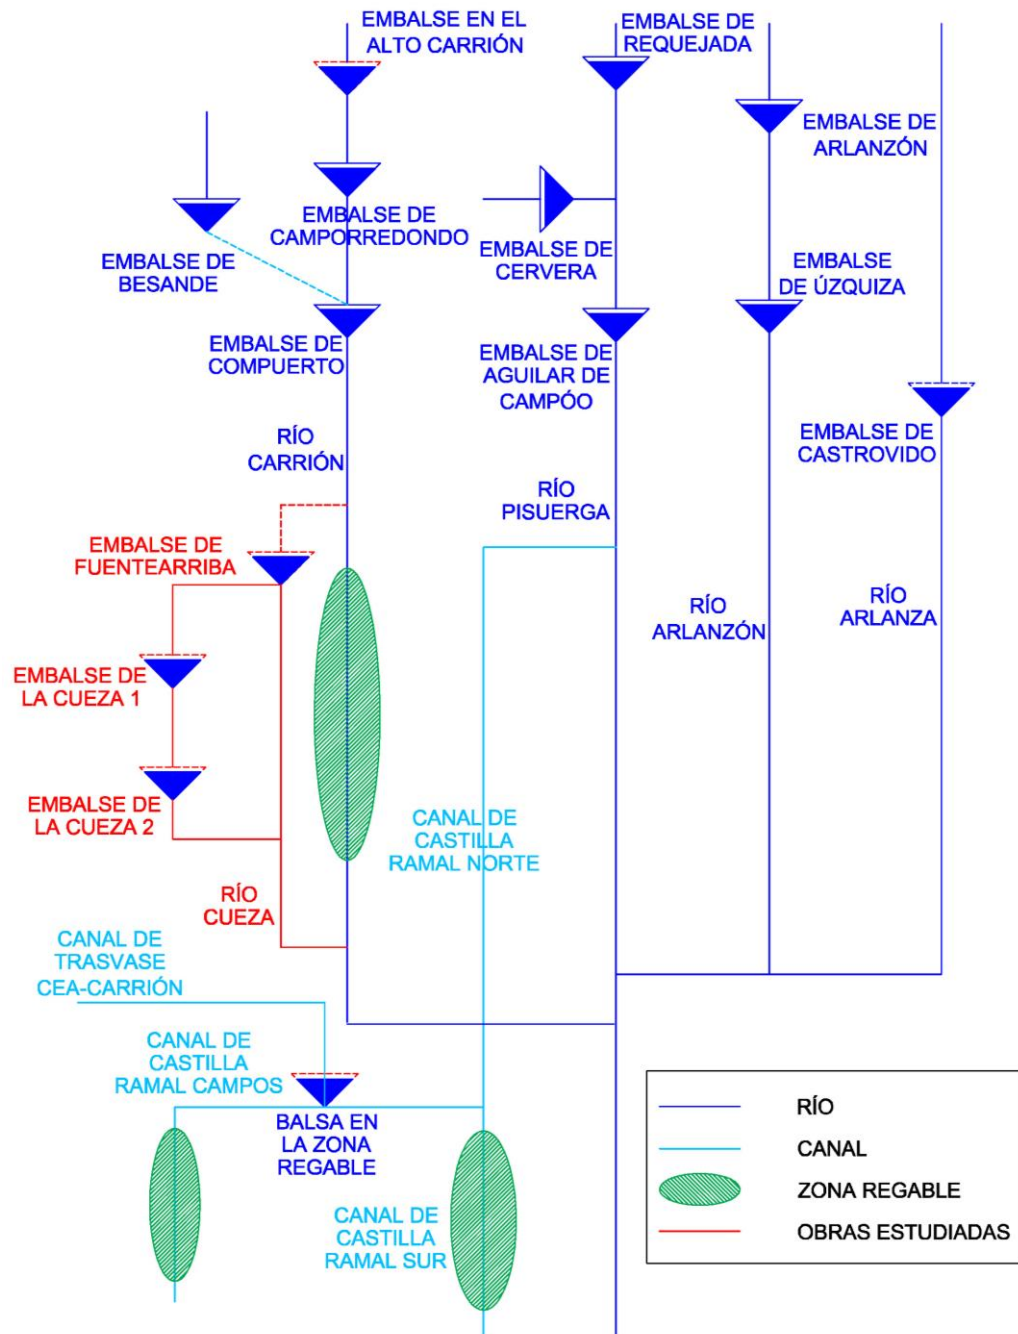 EMBALSE EN EL
ALTO CARRIÓN
EMBALSE DE
REQUEJADA
EMBALSE DE
ARLANZÓN
EMBALSE DE
CAMPORREDONDO
EMBALSE DE
BESANDE
EMBALSE DE
CERVERA
EMBALSE
DE ÚZQUIZA
EMBALSE DE
COMPUERTO
EMBALSE DE
AGUILAR DE
CAMPÓO
EMBALSE DE
CASTROVIDO
RÍO
CARRIÓN
RÍO
PISUERGA
EMBALSE DE
FUENTEARRIBA
RÍO
ARLANZÓN
RÍO
ARLANZA
EMBALSE DE
LA CUEZA 1
EMBALSE DE
LA CUEZA 2
CANAL DE
CASTILLA
RAMAL NORTE
RÍO
CUEZA
CANAL DE
TRASVASE
CEA-CARRIÓN
CANAL DE
CASTILLA
RAMAL CAMPOS
BALSA EN
LA ZONA
REGABLE
CANAL DE
CASTILLA
RAMAL SUR
RÍO
CANAL
ZONA REGABLE
OBRAS ESTUDIADAS